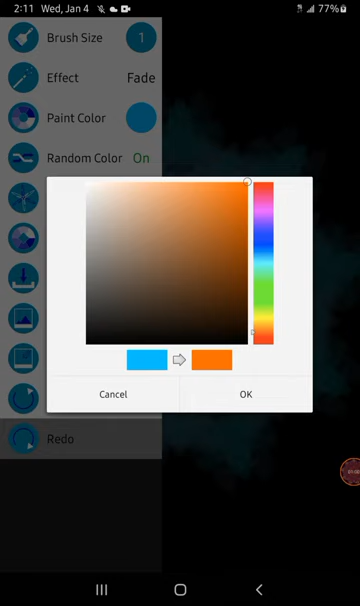 2:11 Wed, Jan 4
77%
Brush Size
1
Effect
Fade
Paint Color
Random Color
On
Cancel
OK
Redo